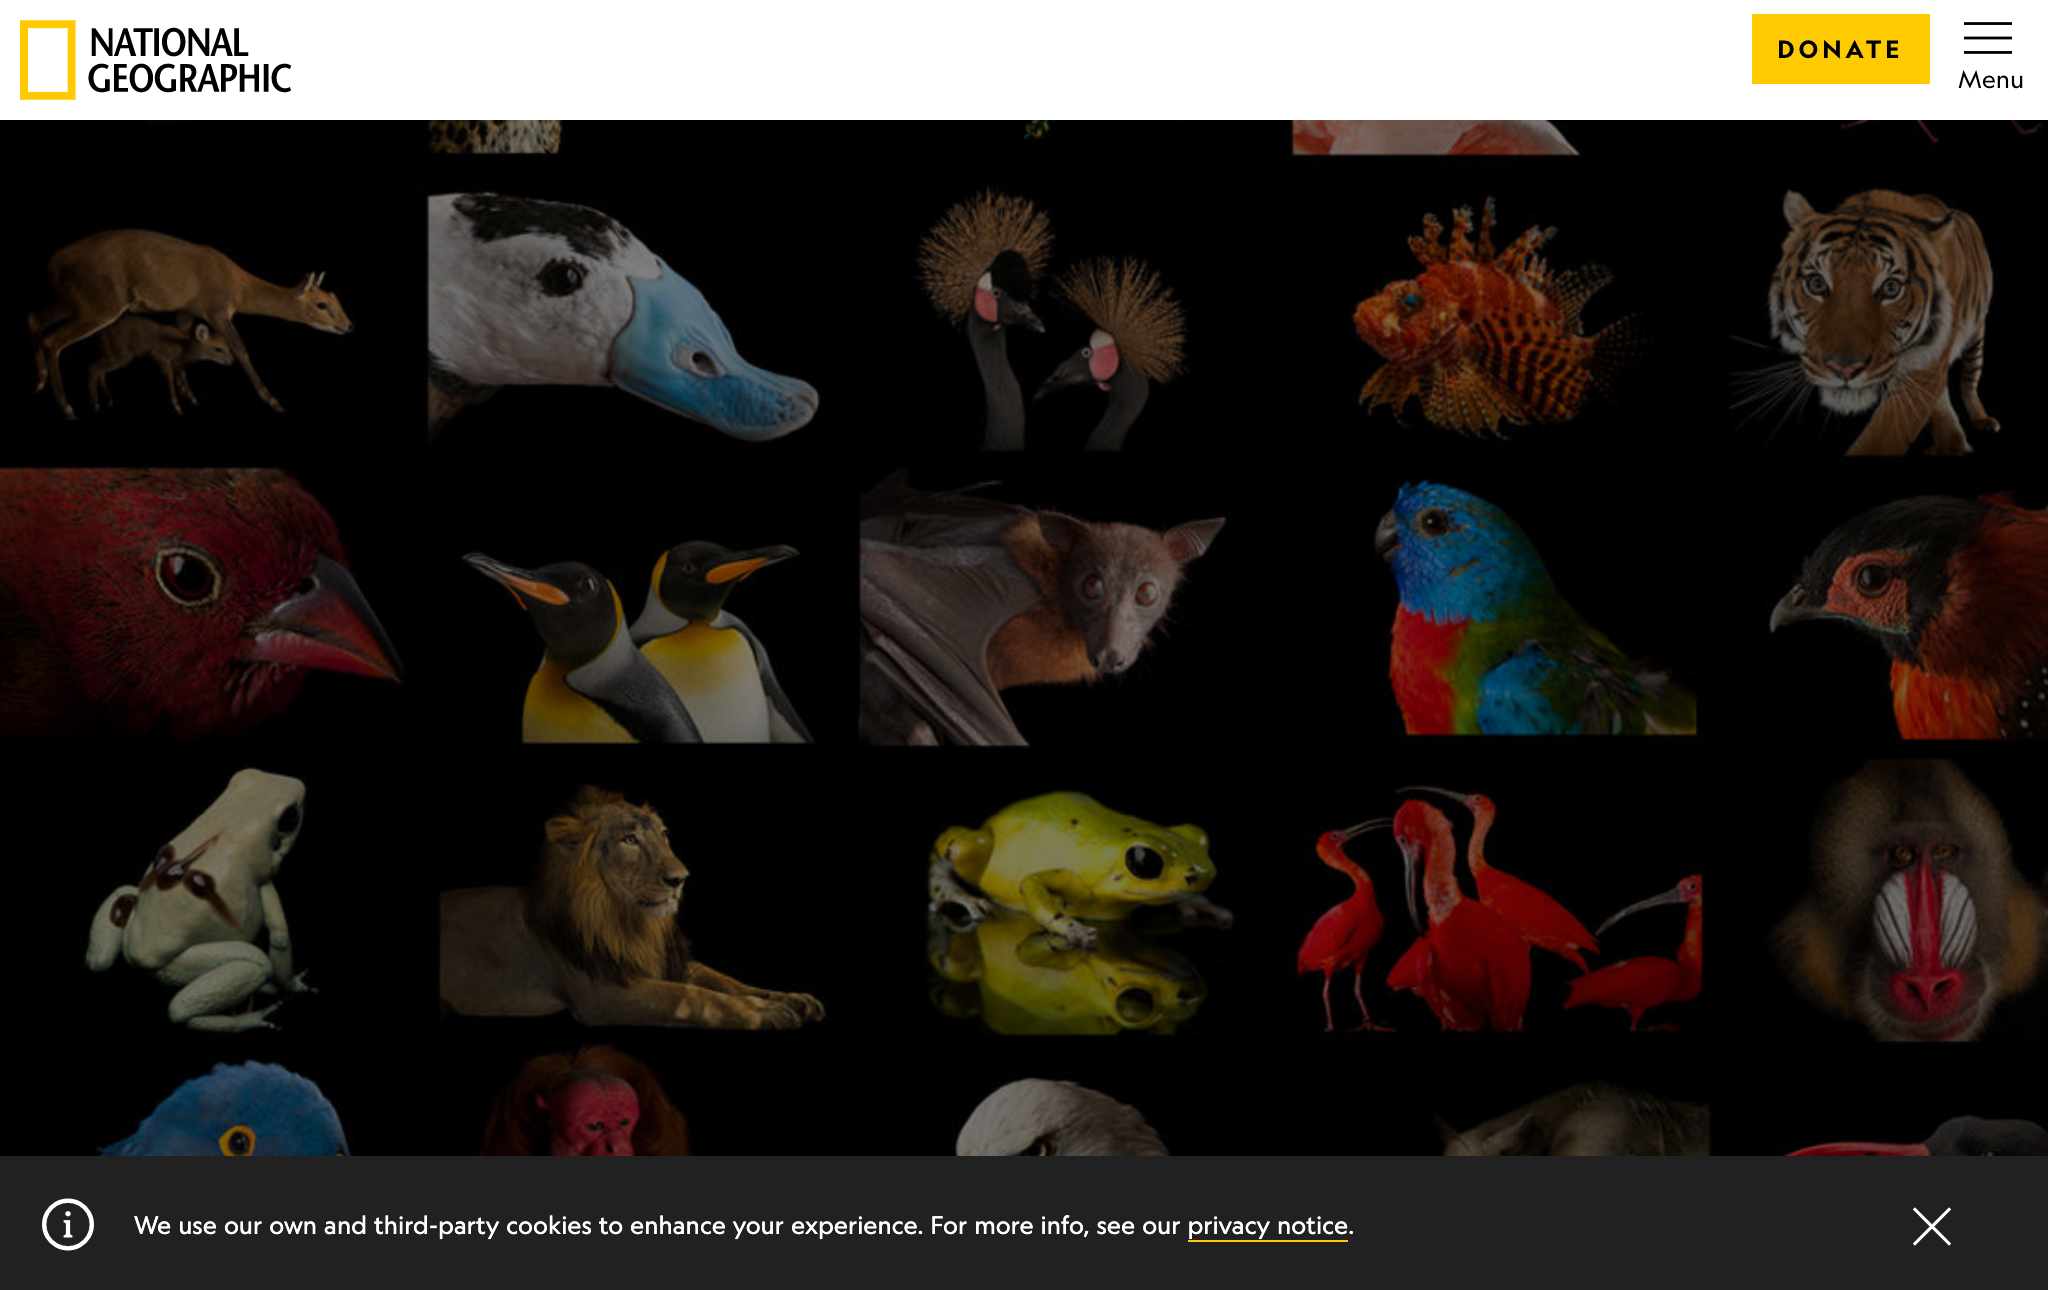 NATIONAL
GEOGRAPHIC
DONATE
Menu
We use our own and third-party cookies to enhance your experience. For more info, see our privacy notice.